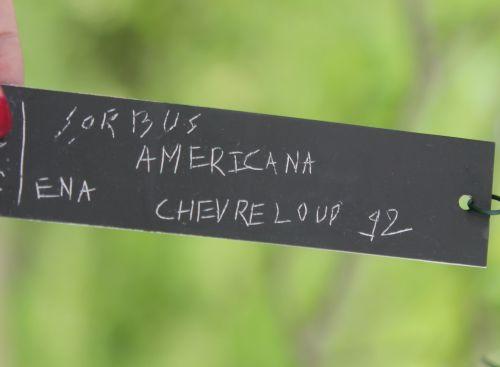 SORBUS
AMERICANA
ENA
CHEVRELOUP 92